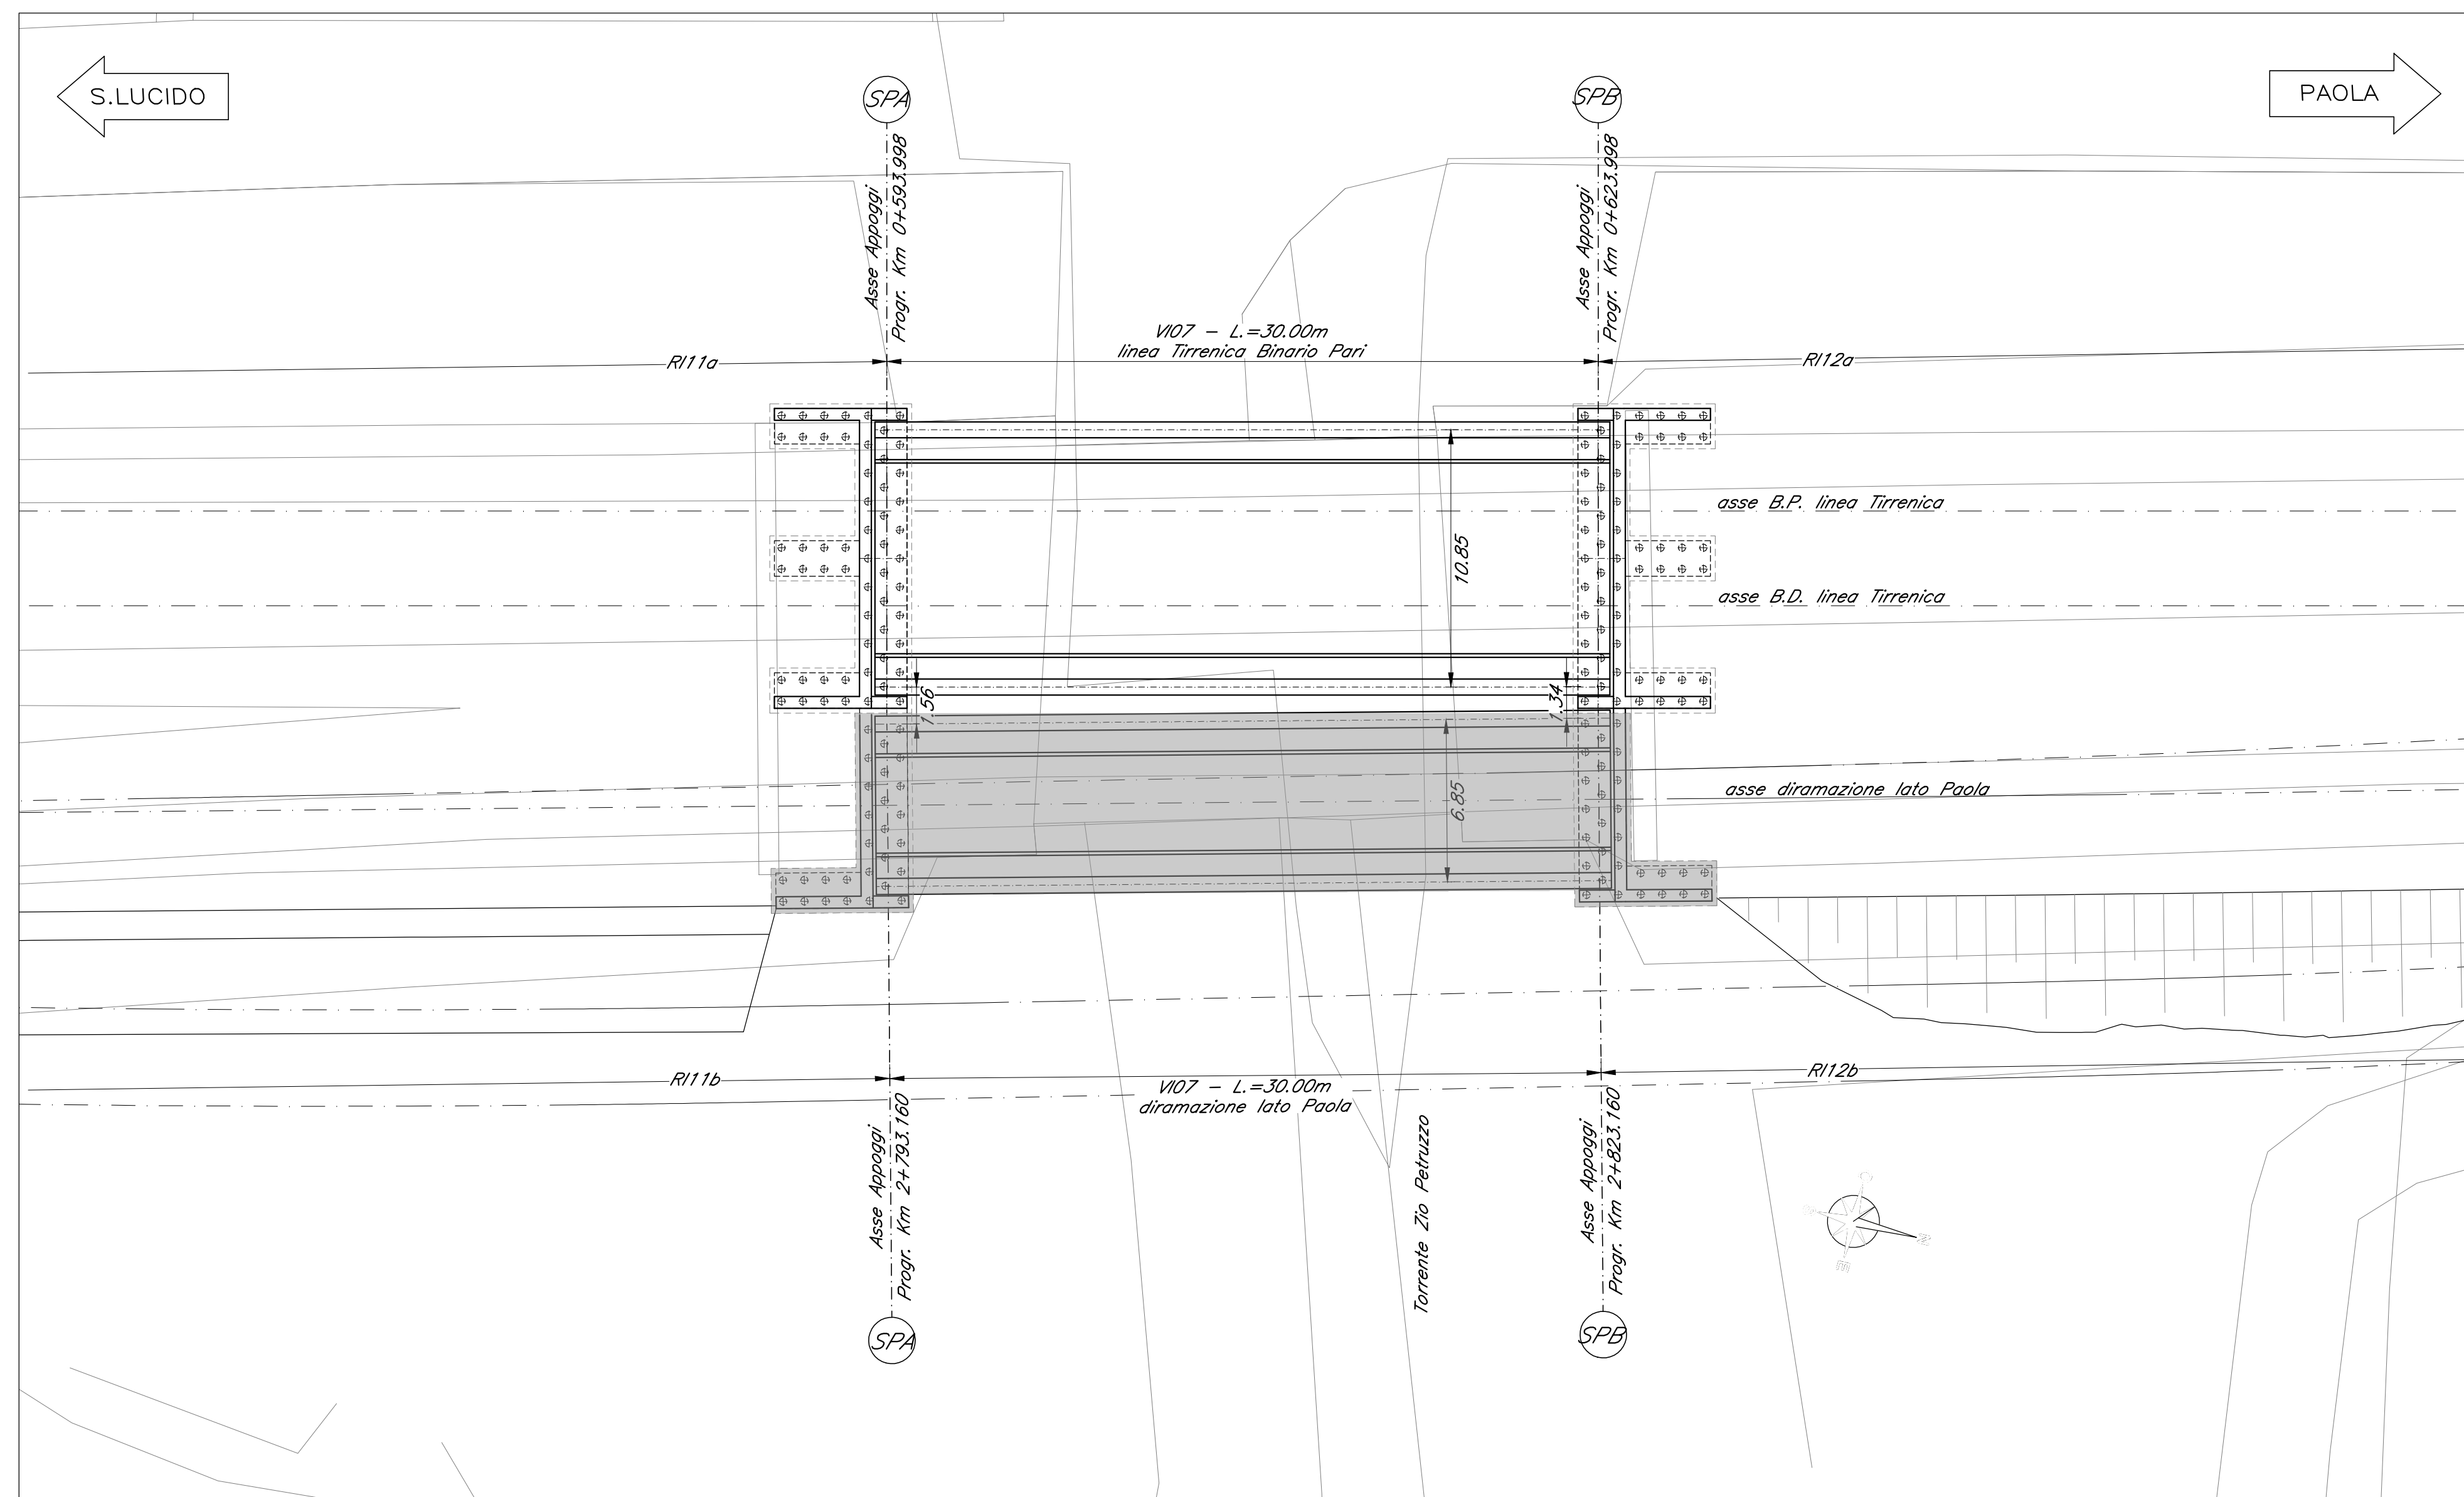 S.LUCIDO
PAOLA
SPA
SPB
Asse Appoggi
Progr. Km 0+593.998
Asse Appoggi
Progr. Km 0+623.998
VI07 - L.=30.00m
linea Tirrenica Binario Pari
RI11a
RI12a
asse B.P. linea Tirrenica
10.85
asse B.D. linea Tirrenica
1.56
1.34
asse diramazione lato Paola
6.85
RI11b
RI12b
VI07 - L.=30.00m
diramazione lato Paola
Asse Appoggi
Progr. Km 2+793.160
Torrente Zio Petruzzo
Asse Appoggi
Progr. Km 2+823.160
N
E
SPA
SPB